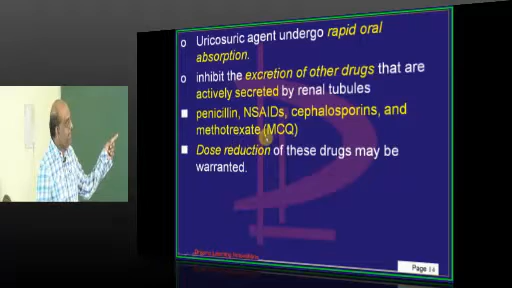 Uricosuric agent undergo rapid oral
absorption.
inhibit the excretion of other drugs that are
actively secreted by renal tubules
penicillin, NSAIDs, cephalosporins, and
methotrexate (MCQ)
Dose reduction of these drugs may be
warranted.
Page 14